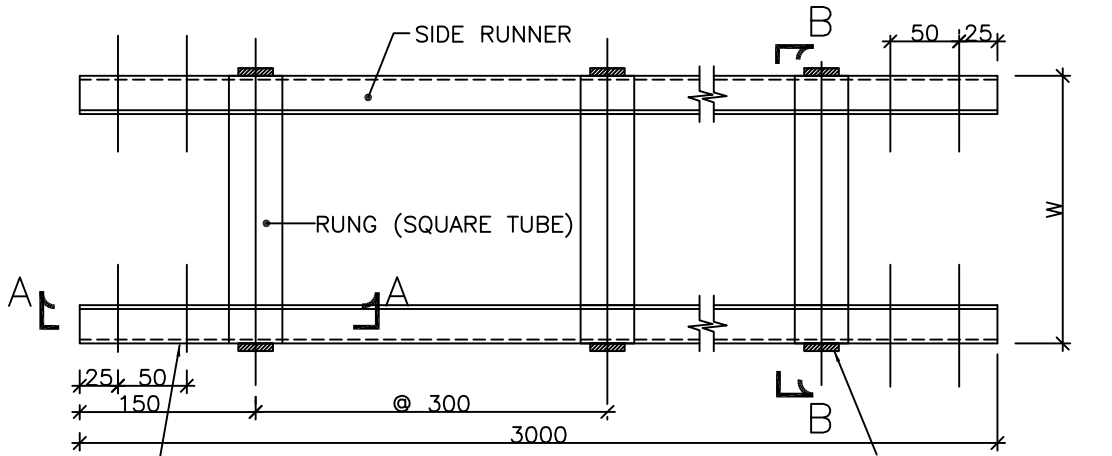 B
SIDE RUNNER
50
25
RUNG (SQUARE TUBE)
W
A
A
25
50
150
@ 300
B
3000